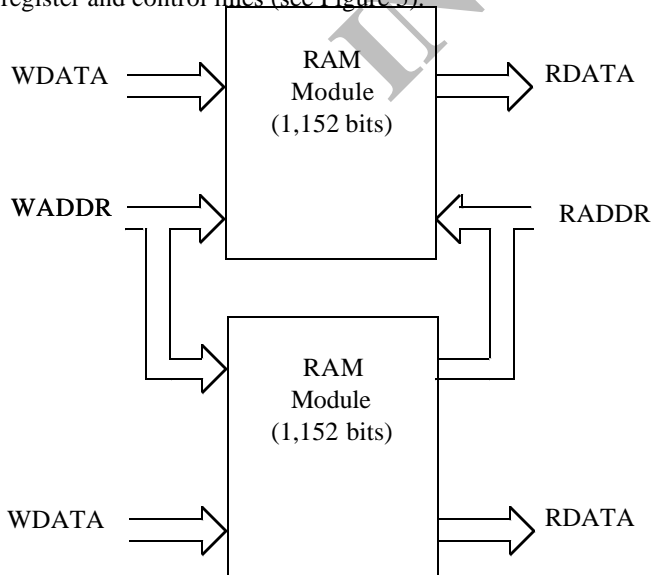 register and control lines (see Figure 5).
WDATA
RAM
Module
(1,152 bits)
RDATA
WADDR
RADDR
RAM
Module
(1,152 bits)
WDATA
RDATA